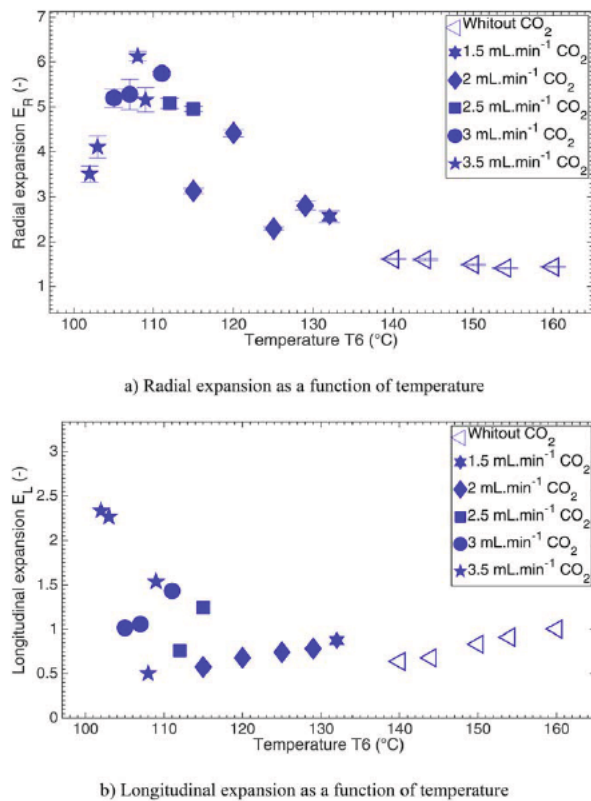 7
6
5
4
3
2
1
Radial expansion E_R (-)
Whitout CO₂
1.5 mL.min⁻¹ CO₂
2 mL.min⁻¹ CO₂
2.5 mL.min⁻¹ CO₂
3 mL.min⁻¹ CO₂
3.5 mL.min⁻¹ CO₂
100 110 120 130 140 150 160
Temperature T6 (°C)
a) Radial expansion as a function of temperature
3
2.5
2
1.5
1
0.5
0
Longitudinal expansion E_L (-)
Whitout CO₂
1.5 mL.min⁻¹ CO₂
2 mL.min⁻¹ CO₂
2.5 mL.min⁻¹ CO₂
3 mL.min⁻¹ CO₂
3.5 mL.min⁻¹ CO₂
100 110 120 130 140 150 160
Temperature T6 (°C)
b) Longitudinal expansion as a function of temperature